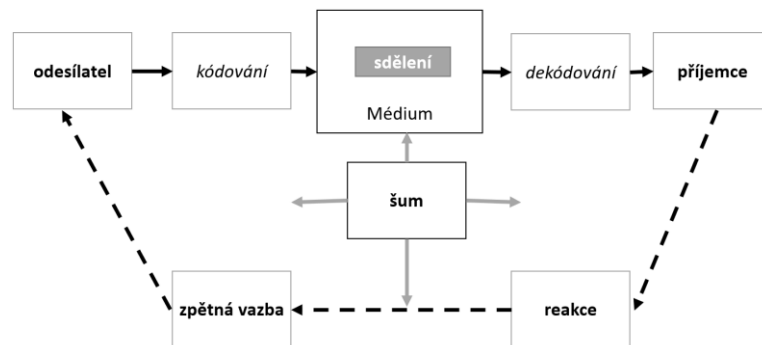 odesílatel
kódování
sdělení
Médium
dekódování
příjemce
šum
zpětná vazba
reakce